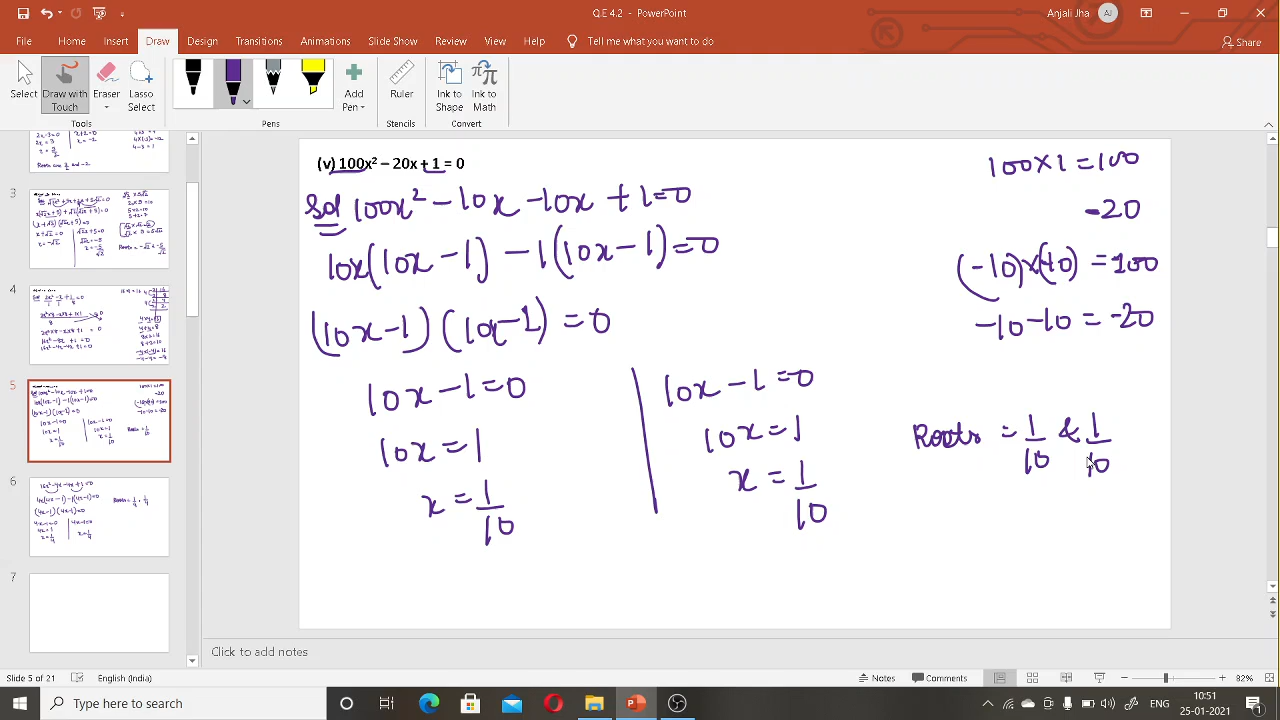 QE 4.2 - PowerPoint
Anjali Jha AJ
File Home Insert Draw Design Transitions Animations Slide Show Review View Help Tell me what you want to do Share
Select Draw with Touch Eraser Lasso Select Add Pen Ruler Ink to Shape Ink to Math
Tools Pens Stencils Convert
3
4
5
6
7
(v) 100x² – 20x + 1 = 0
Sol 100x² - 10x - 10x + 1 = 0
10x(10x - 1) - 1(10x - 1) = 0
(10x - 1) (10x - 1) = 0
10x - 1 = 0
10x = 1
x = 1/10
10x - 1 = 0
10x = 1
x = 1/10
100 x 1 = 100
-20
(-10)x(-10) = 100
-10 - 10 = -20
Roots = 1/10 & 1/10
Click to add notes
Slide 5 of 21 English (India) Notes Comments 82%
Type here to search
ENG 10:51
25-01-2021